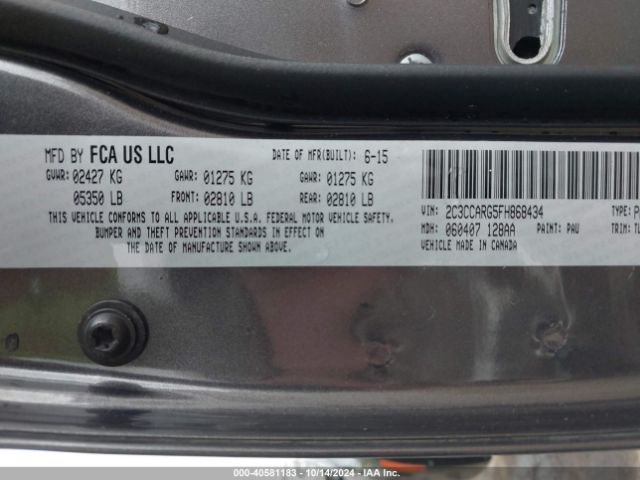 MFD BY FCA US LLC DATE OF MFR(BUILT): 6-15
GVWR: 02427 KG GAWR: 01275 KG GAWR: 01275 KG
05350 LB FRONT: 02810 LB REAR: 02810 LB
THIS VEHICLE CONFORMS TO ALL APPLICABLE U.S.A. FEDERAL MOTOR VEHICLE SAFETY,
BUMPER AND THEFT PREVENTION STANDARDS IN EFFECT ON
THE DATE OF MANUFACTURE SHOWN ABOVE.
VIN: 2C3CCARG5FH868434 TYPE:
MDH: 060407 128AA PAINT: PAU TRIM:
VEHICLE MADE IN CANADA
000-40581183 | 10/14/2024 | IAA Inc.